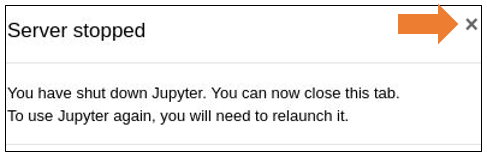 Server stopped
You have shut down Jupyter. You can now close this tab.
To use Jupyter again, you will need to relaunch it.